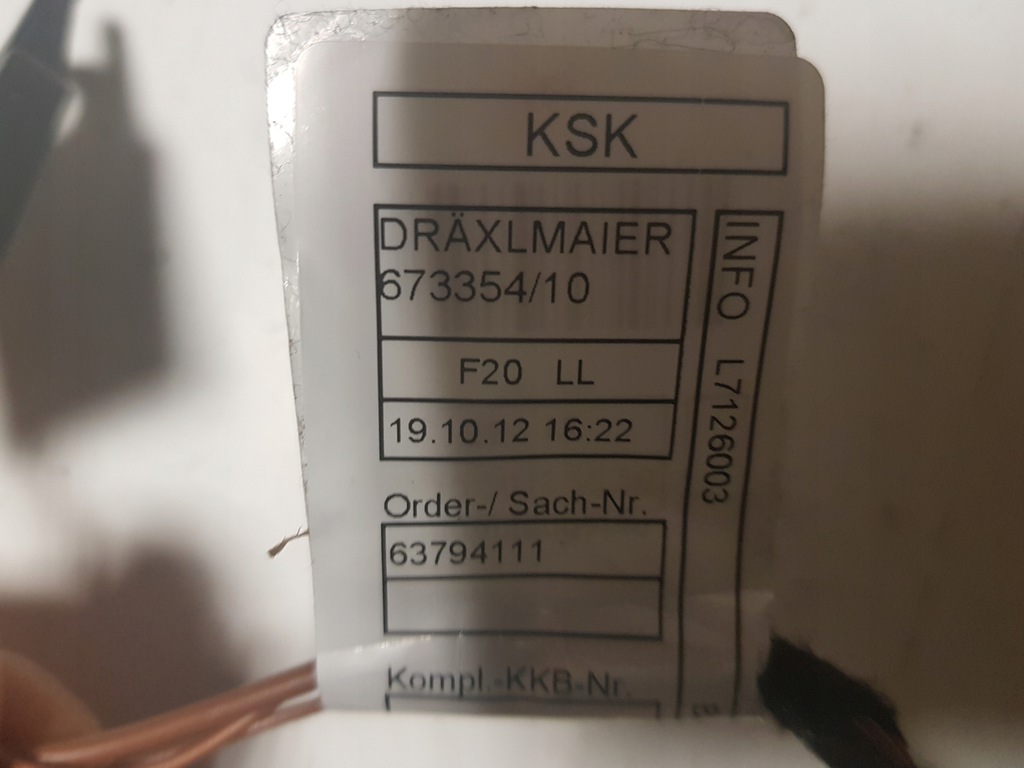 KSK
DRÄXLMAIER
673354/10
F20 LL
19.10.12 16:22
Order-/ Sach-Nr.
63794111
Kompl.-KKB-Nr.
INFO L7126003